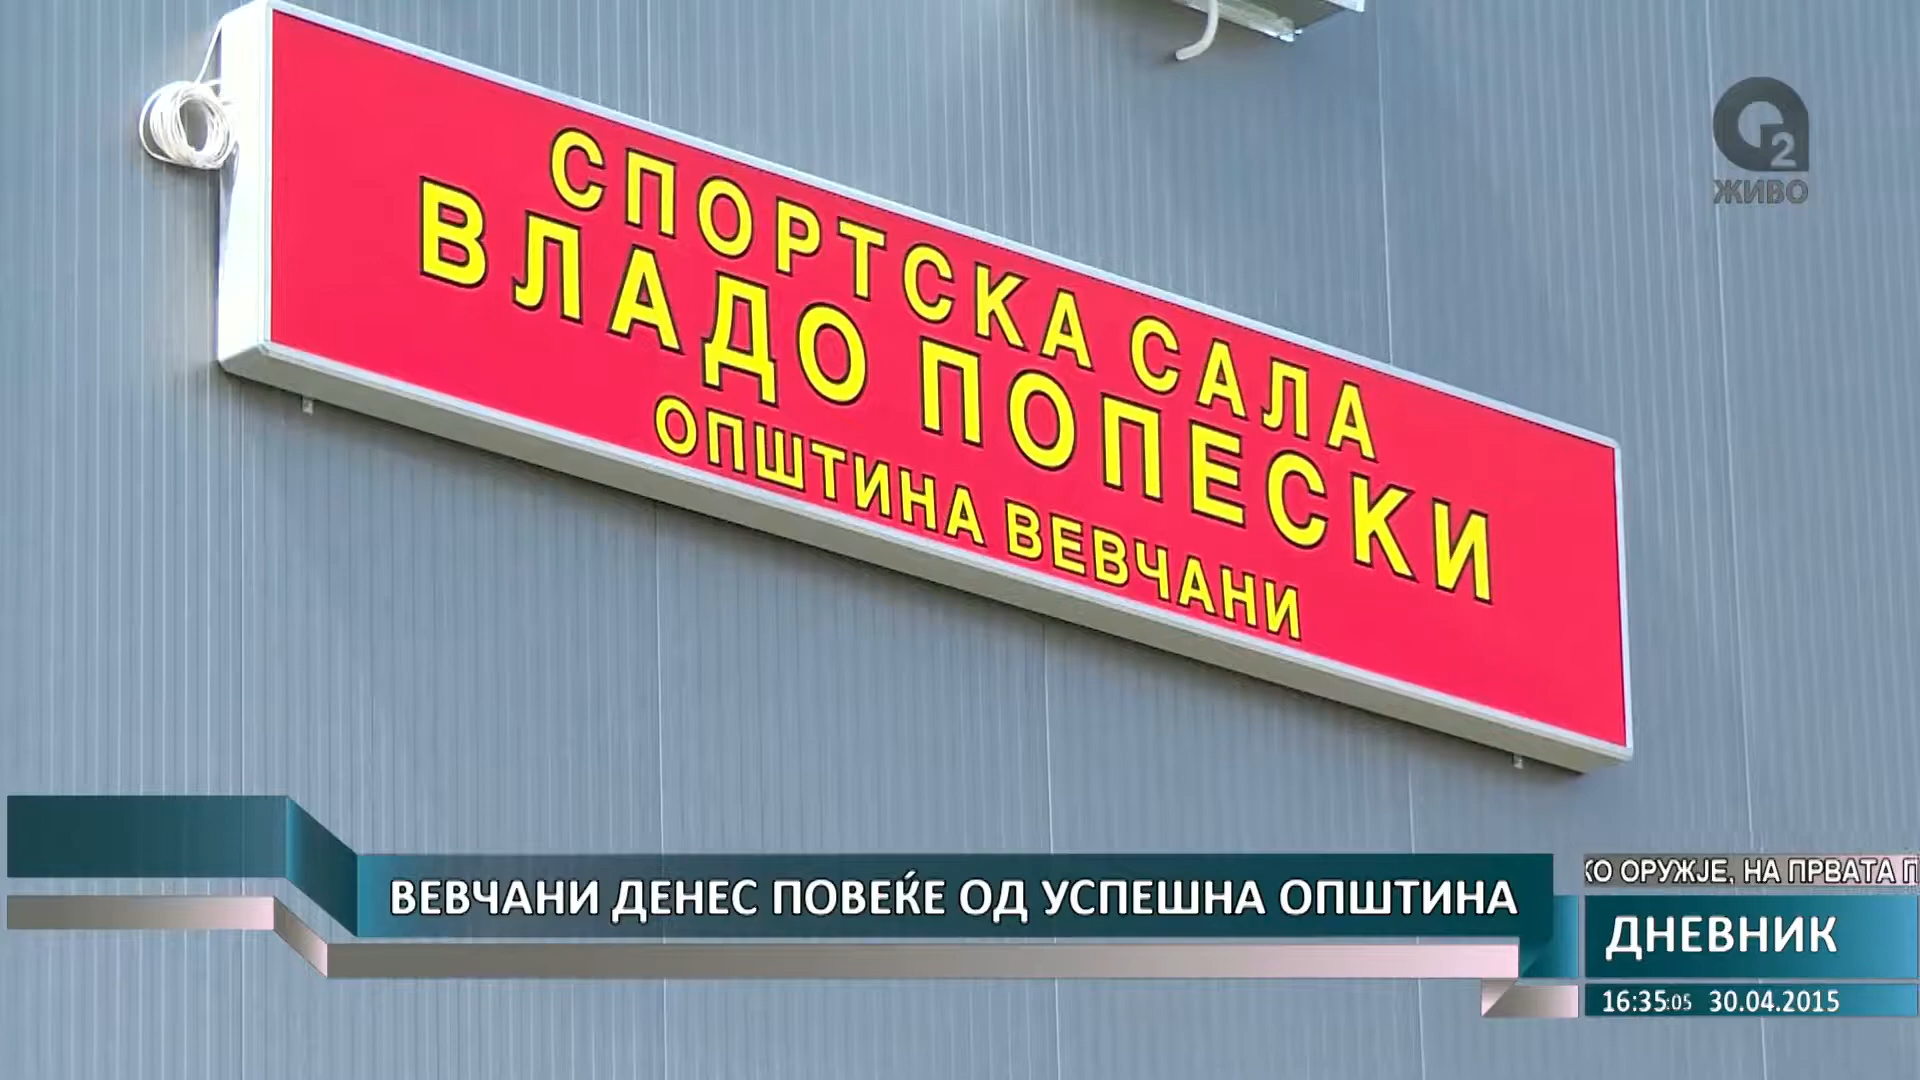 2
ЖИВО
СПОРТСКА САЛА
ВЛАДО ПОПЕСКИ
ОПШТИНА ВЕВЧАНИ
ВЕВЧАНИ ДЕНЕС ПОВЕЌЕ ОД УСПЕШНА ОПШТИНА
ОРУЖЈЕ, НА ПРВАТА
ДНЕВНИК
16:35:05 30.04.2015